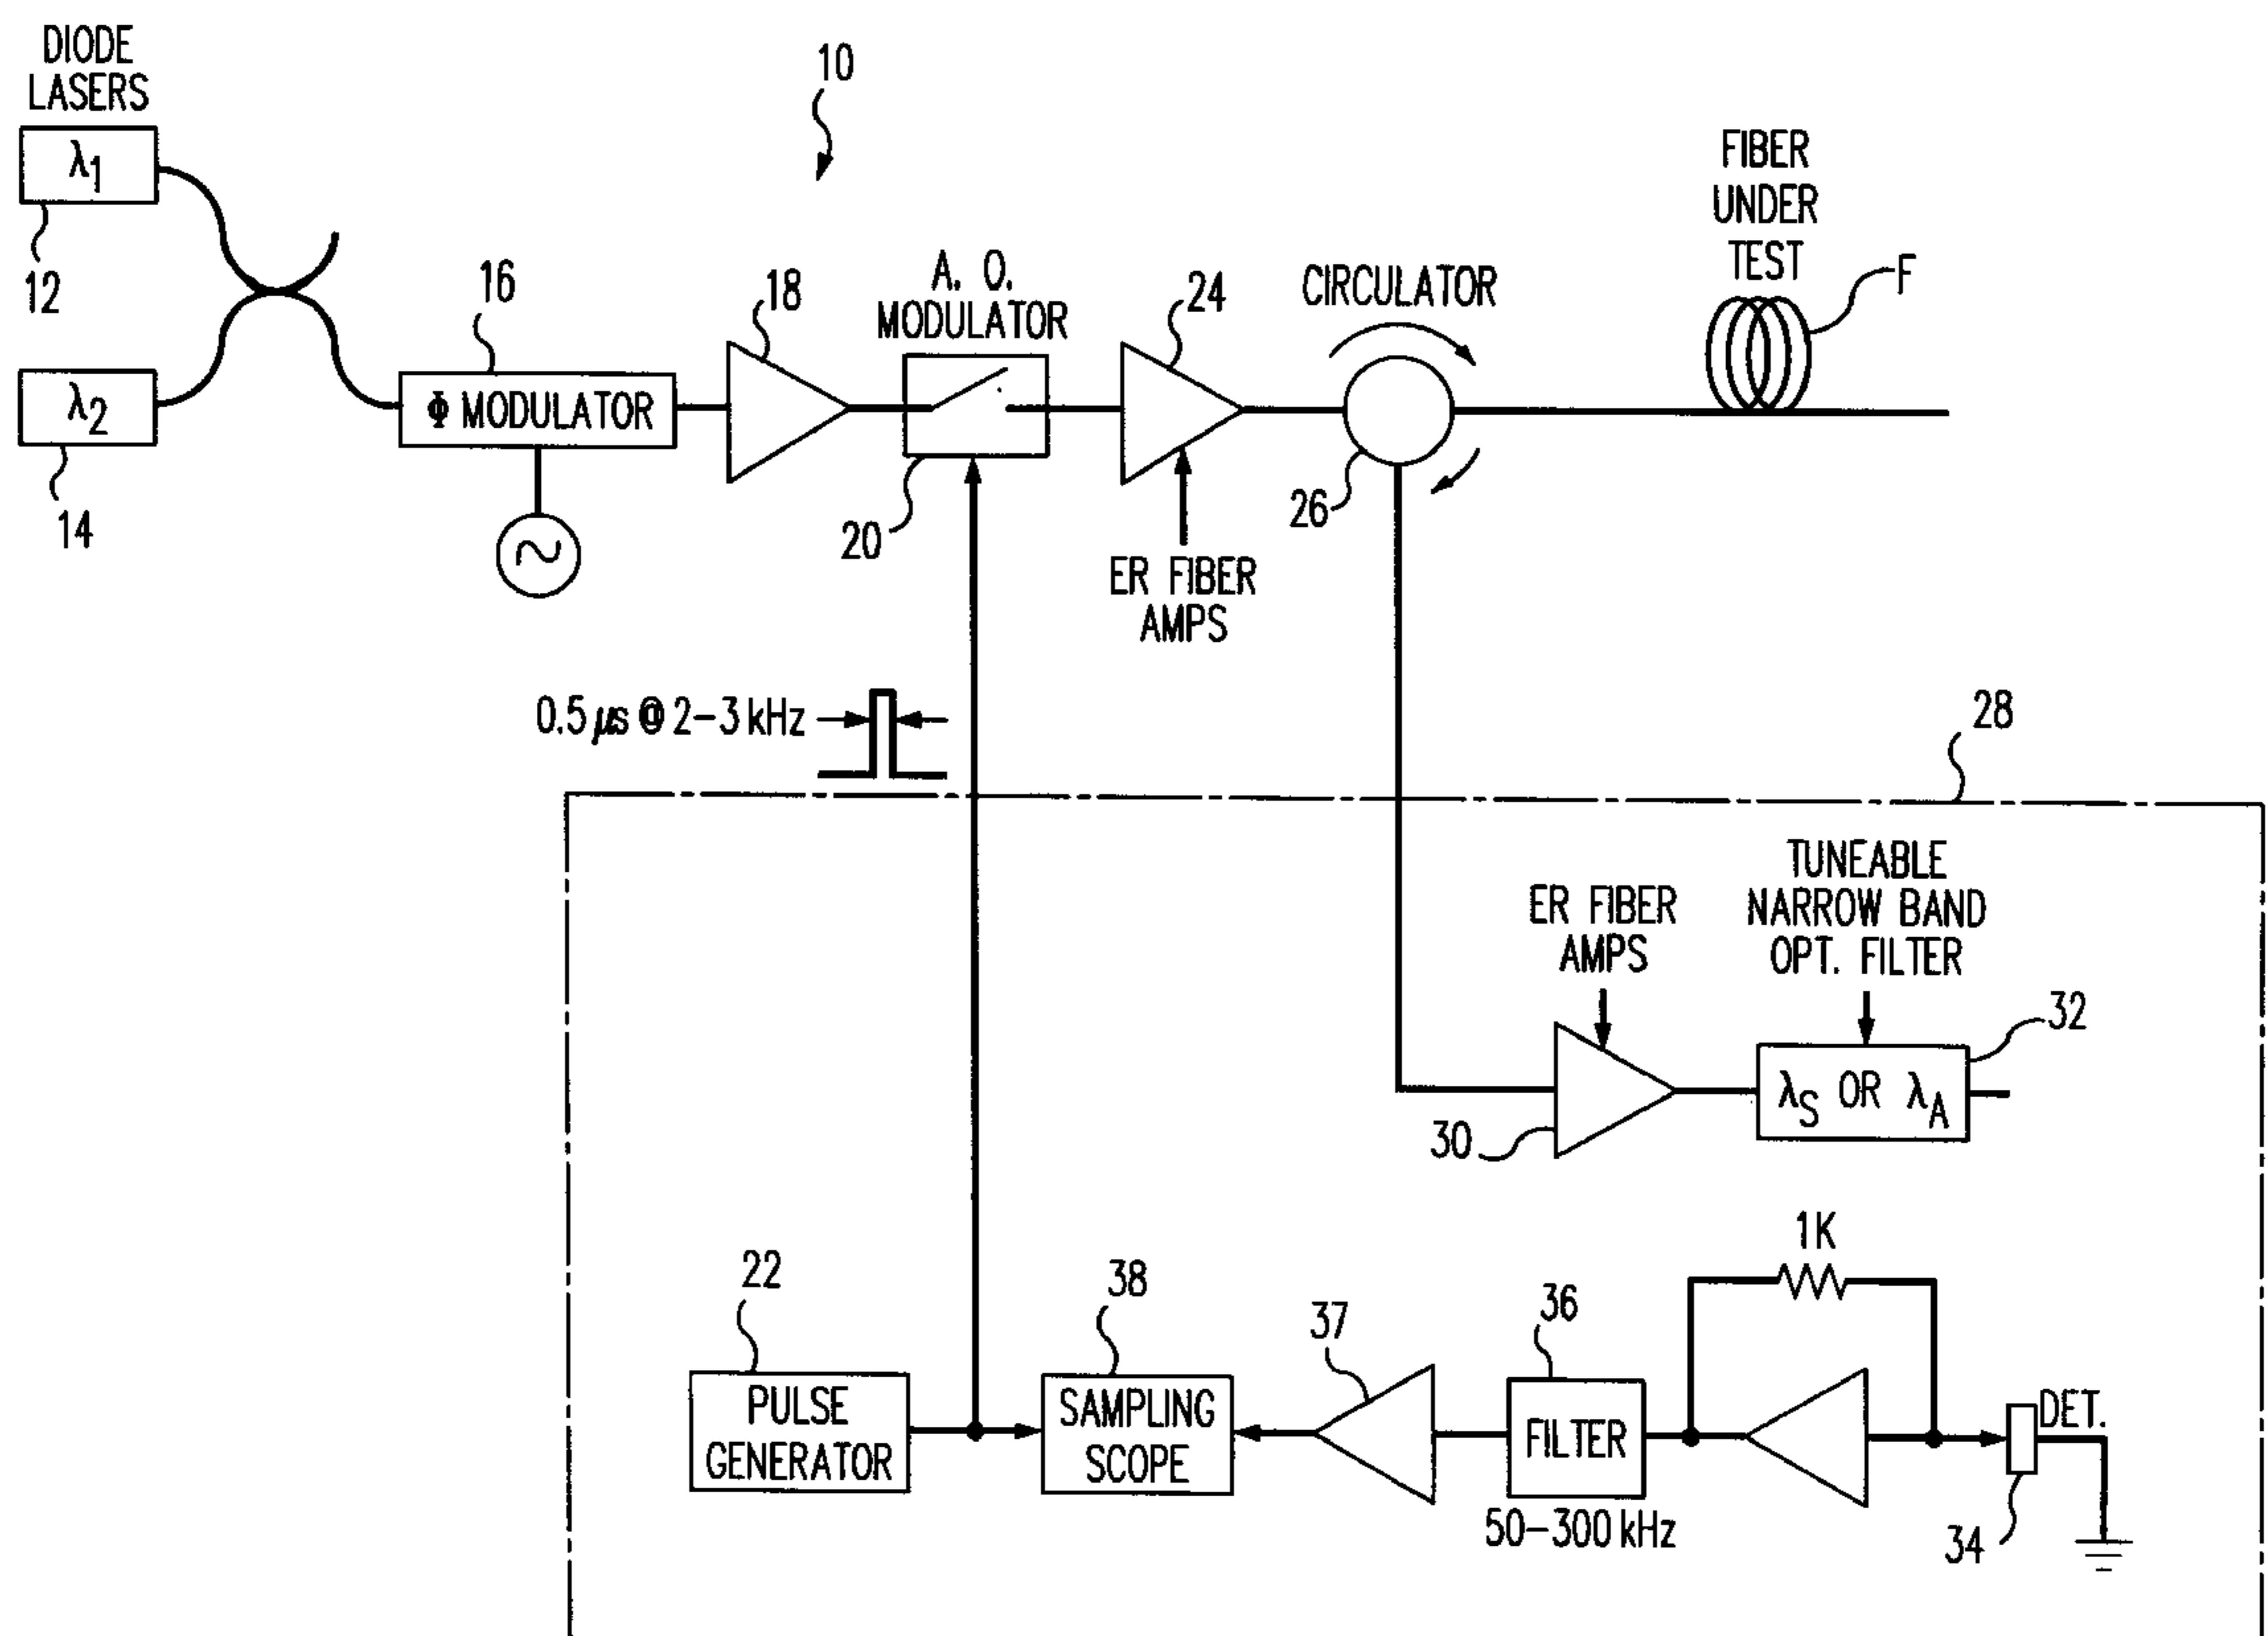 DIODE
LASERS
λ1
12
λ2
14
10
16
Φ MODULATOR
18
A. O.
MODULATOR
20
24
ER FIBER
AMPS
CIRCULATOR
26
FIBER
UNDER
TEST
F
0.5 μs @ 2-3 kHz
28
ER FIBER
AMPS
30
TUNEABLE
NARROW BAND
OPT. FILTER
λS OR λA
32
22
PULSE
GENERATOR
38
SAMPLING
SCOPE
37
36
FILTER
50-300 kHz
1K
DET.
34